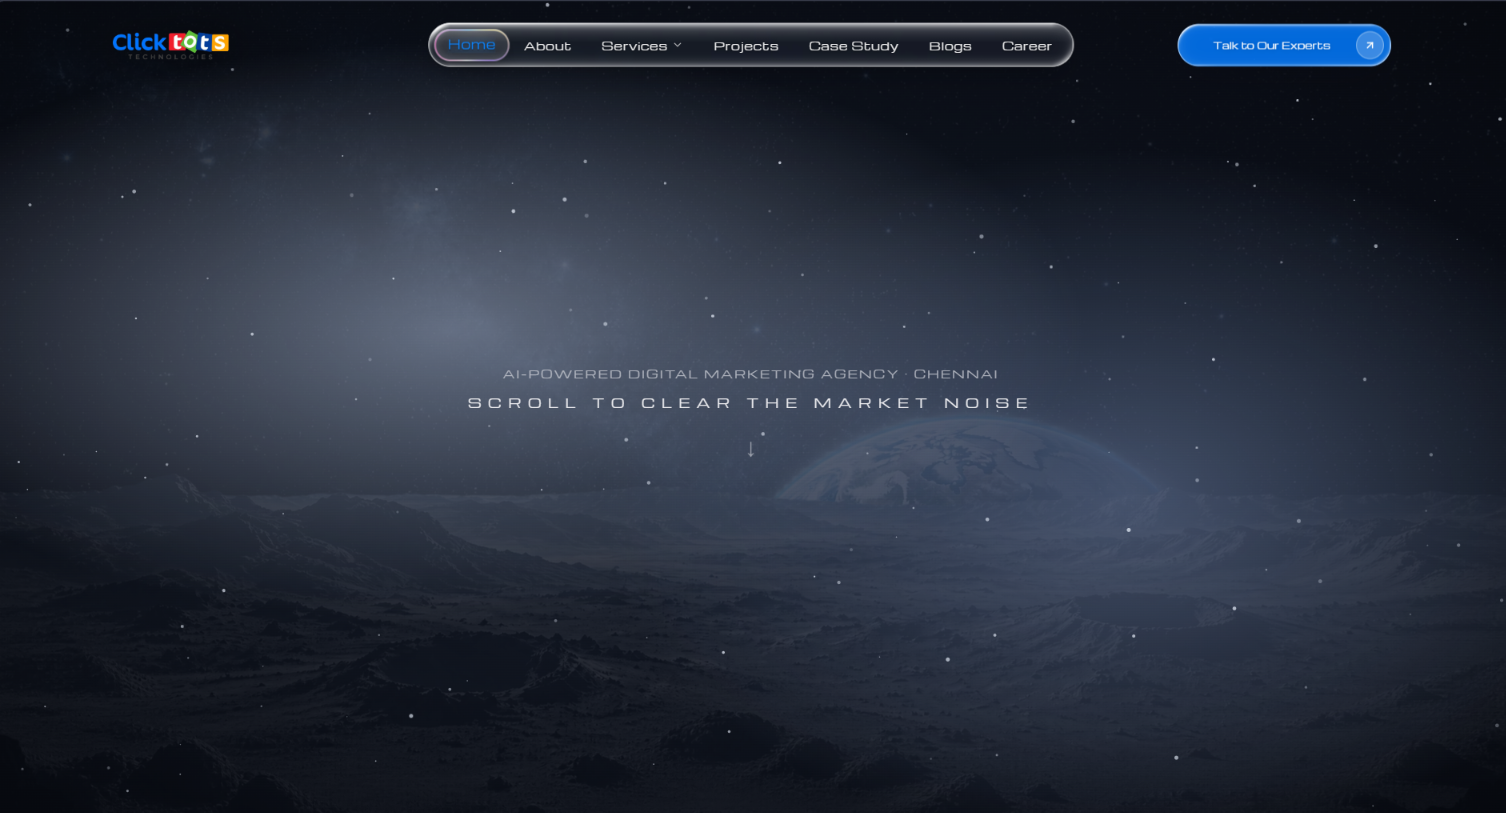 Clicktots
TECHNOLOGIES
Home
About
Services
Projects
Case Study
Blogs
Career
Talk to Our Experts
AI-POWERED DIGITAL MARKETING AGENCY · CHENNAI
SCROLL TO CLEAR THE MARKET NOISE
↓